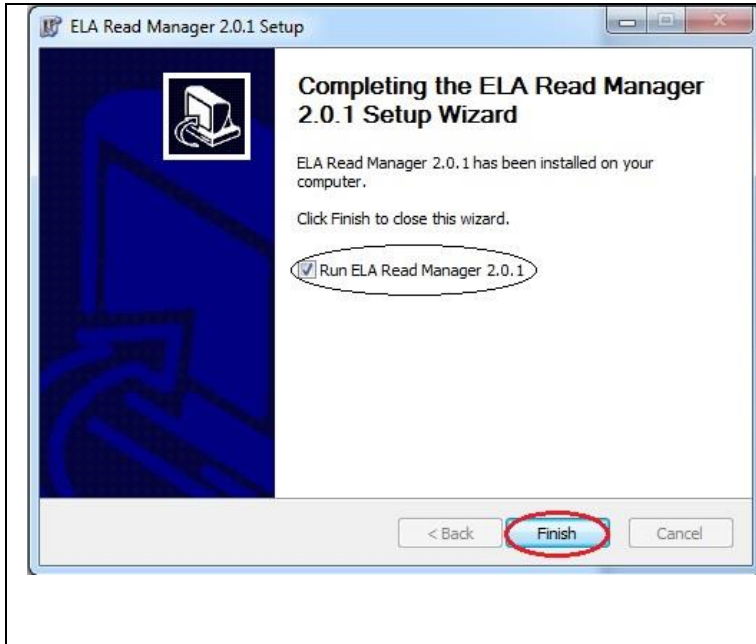 ELA Read Manager 2.0.1 Setup
Completing the ELA Read Manager
2.0.1 Setup Wizard
ELA Read Manager 2.0.1 has been installed on your
computer.
Click Finish to close this wizard.
Run ELA Read Manager 2.0.1
< Back Finish Cancel